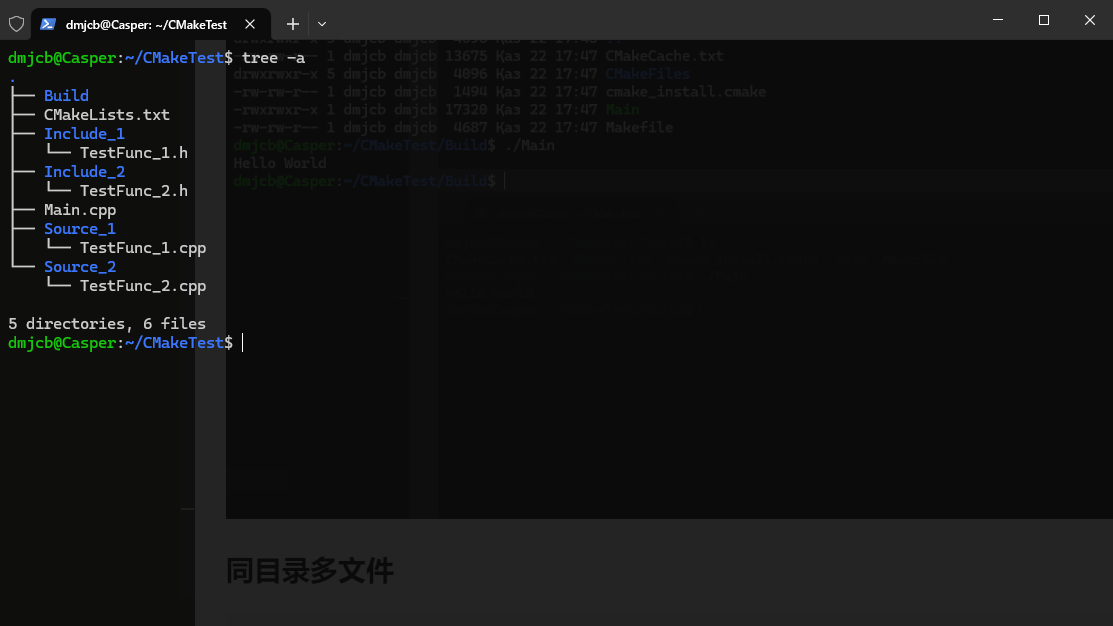 dmjcb@Casper: ~/CMakeTest
dmjcb@Casper:~/CMakeTest$ tree -a
.
├── Build
├── CMakeLists.txt
├── Include_1
│   └── TestFunc_1.h
├── Include_2
│   └── TestFunc_2.h
├── Main.cpp
├── Source_1
│   └── TestFunc_1.cpp
└── Source_2
    └── TestFunc_2.cpp
5 directories, 6 files
dmjcb@Casper:~/CMakeTest$
-rw-rw-r-- 1 dmjcb dmjcb 13675 Қаз 22 17:47 CMakeCache.txt
drwxrwxr-x 5 dmjcb dmjcb 4096 Қаз 22 17:47 CMakeFiles
-rw-rw-r-- 1 dmjcb dmjcb 1494 Қаз 22 17:47 cmake_install.cmake
-rwxrwxr-x 1 dmjcb dmjcb 17320 Қаз 22 17:47 Main
-rw-rw-r-- 1 dmjcb dmjcb 4687 Қаз 22 17:47 Makefile
dmjcb@Casper:~/CMakeTest/Build$ ./Main
Hello World
dmjcb@Casper:~/CMakeTest/Build$
同目录多文件